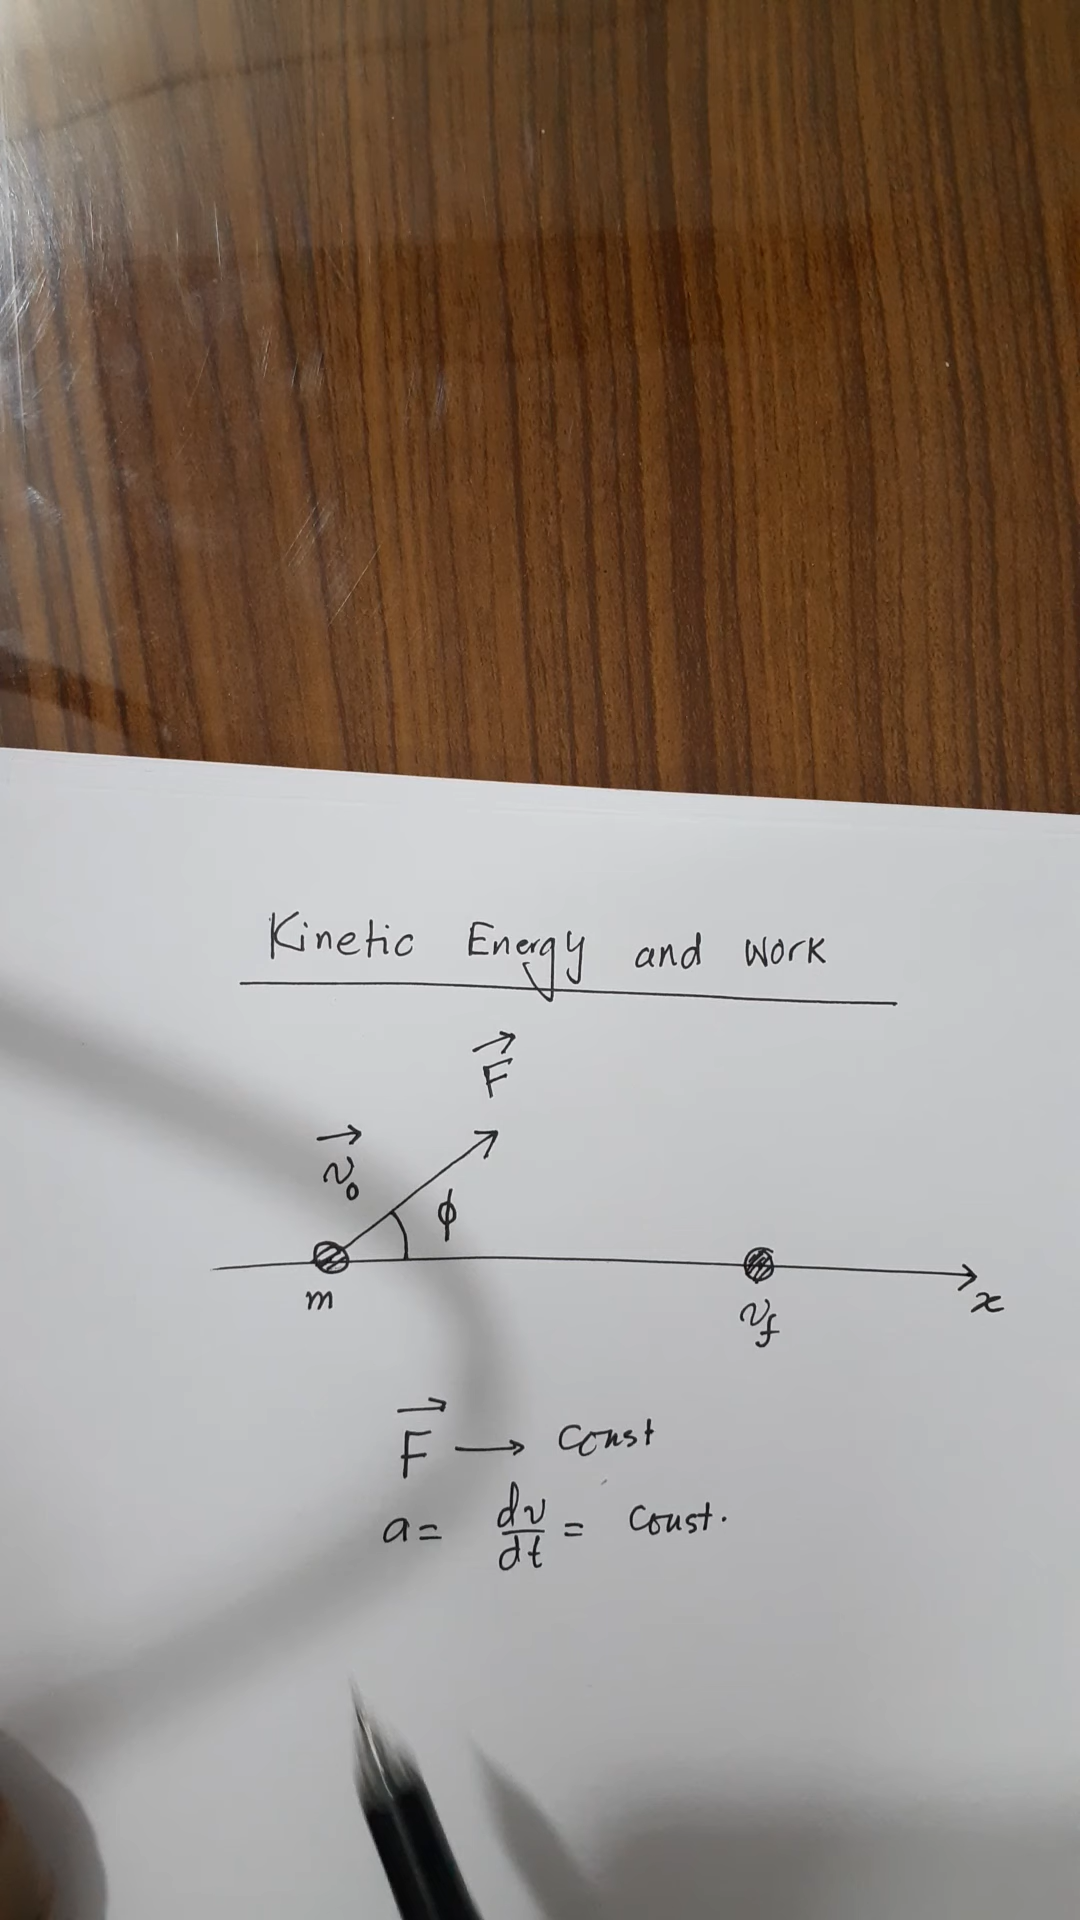 Kinetic Energy and Work
F⃗
v⃗₀
ϕ
m
v_f
x
F⃗ → Const
a = dv/dt = Const.